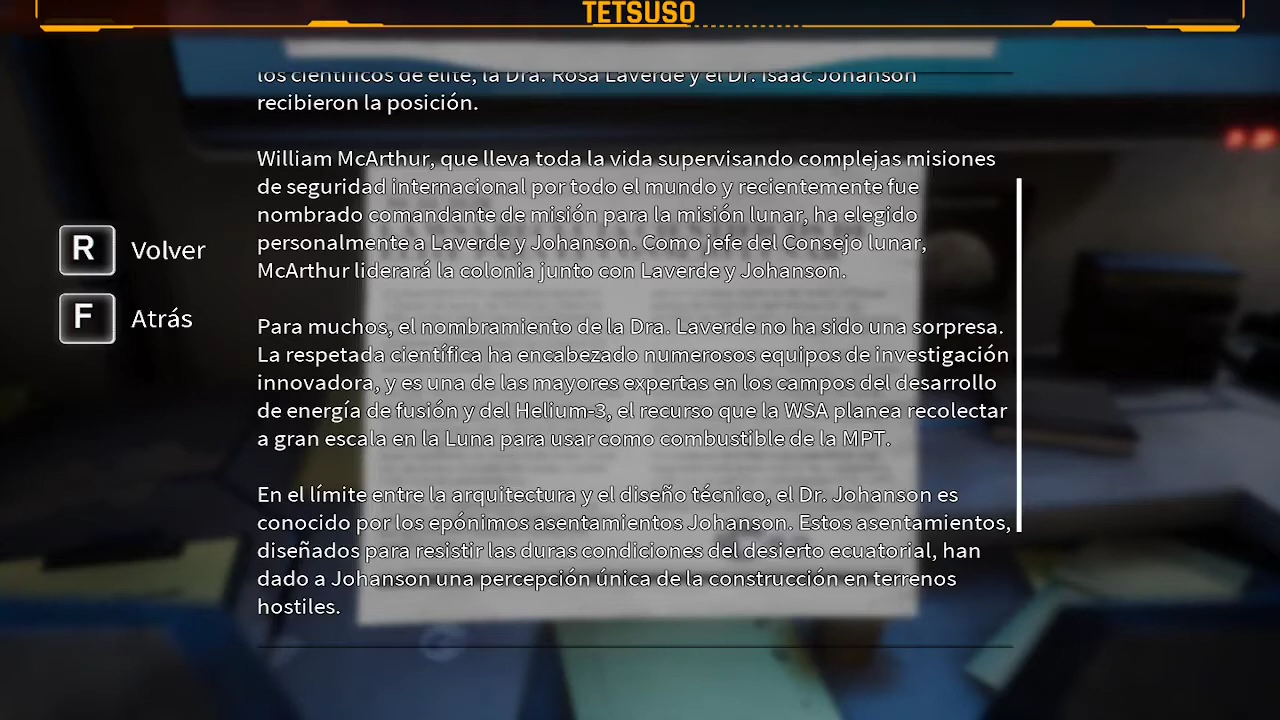 TETSUSO
los científicos de élite, la Dra. Rosa Laverde y el Dr. Isaac Johanson
recibieron la posición.
William McArthur, que lleva toda la vida supervisando complejas misiones
de seguridad internacional por todo el mundo y recientemente fue
nombrado comandante de misión para la misión lunar, ha elegido
personalmente a Laverde y Johanson. Como jefe del Consejo lunar,
McArthur liderará la colonia junto con Laverde y Johanson.
Para muchos, el nombramiento de la Dra. Laverde no ha sido una sorpresa.
La respetada científica ha encabezado numerosos equipos de investigación
innovadora, y es una de las mayores expertas en los campos del desarrollo
de energía de fusión y del Helium-3, el recurso que la WSA planea recolectar
a gran escala en la Luna para usar como combustible de la MPT.
En el límite entre la arquitectura y el diseño técnico, el Dr. Johanson es
conocido por los epónimos asentamientos Johanson. Estos asentamientos,
diseñados para resistir las duras condiciones del desierto ecuatorial, han
dado a Johanson una percepción única de la construcción en terrenos
hostiles.
R Volver
F Atrás